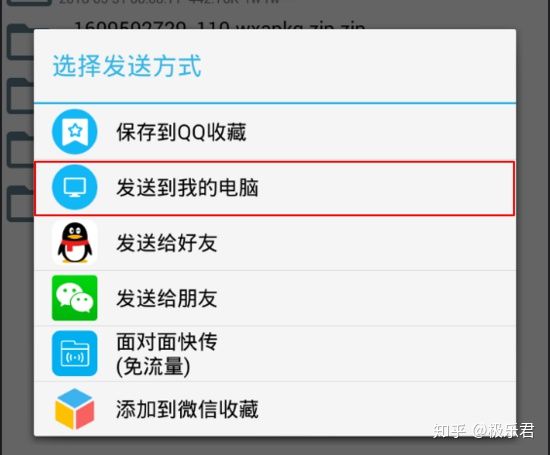 1609502720_110.wxapkg.zip.zip
选择发送方式
保存到QQ收藏
发送到我的电脑
发送给好友
发送给朋友
面对面快传
(免流量)
添加到微信收藏
知乎 @极乐君